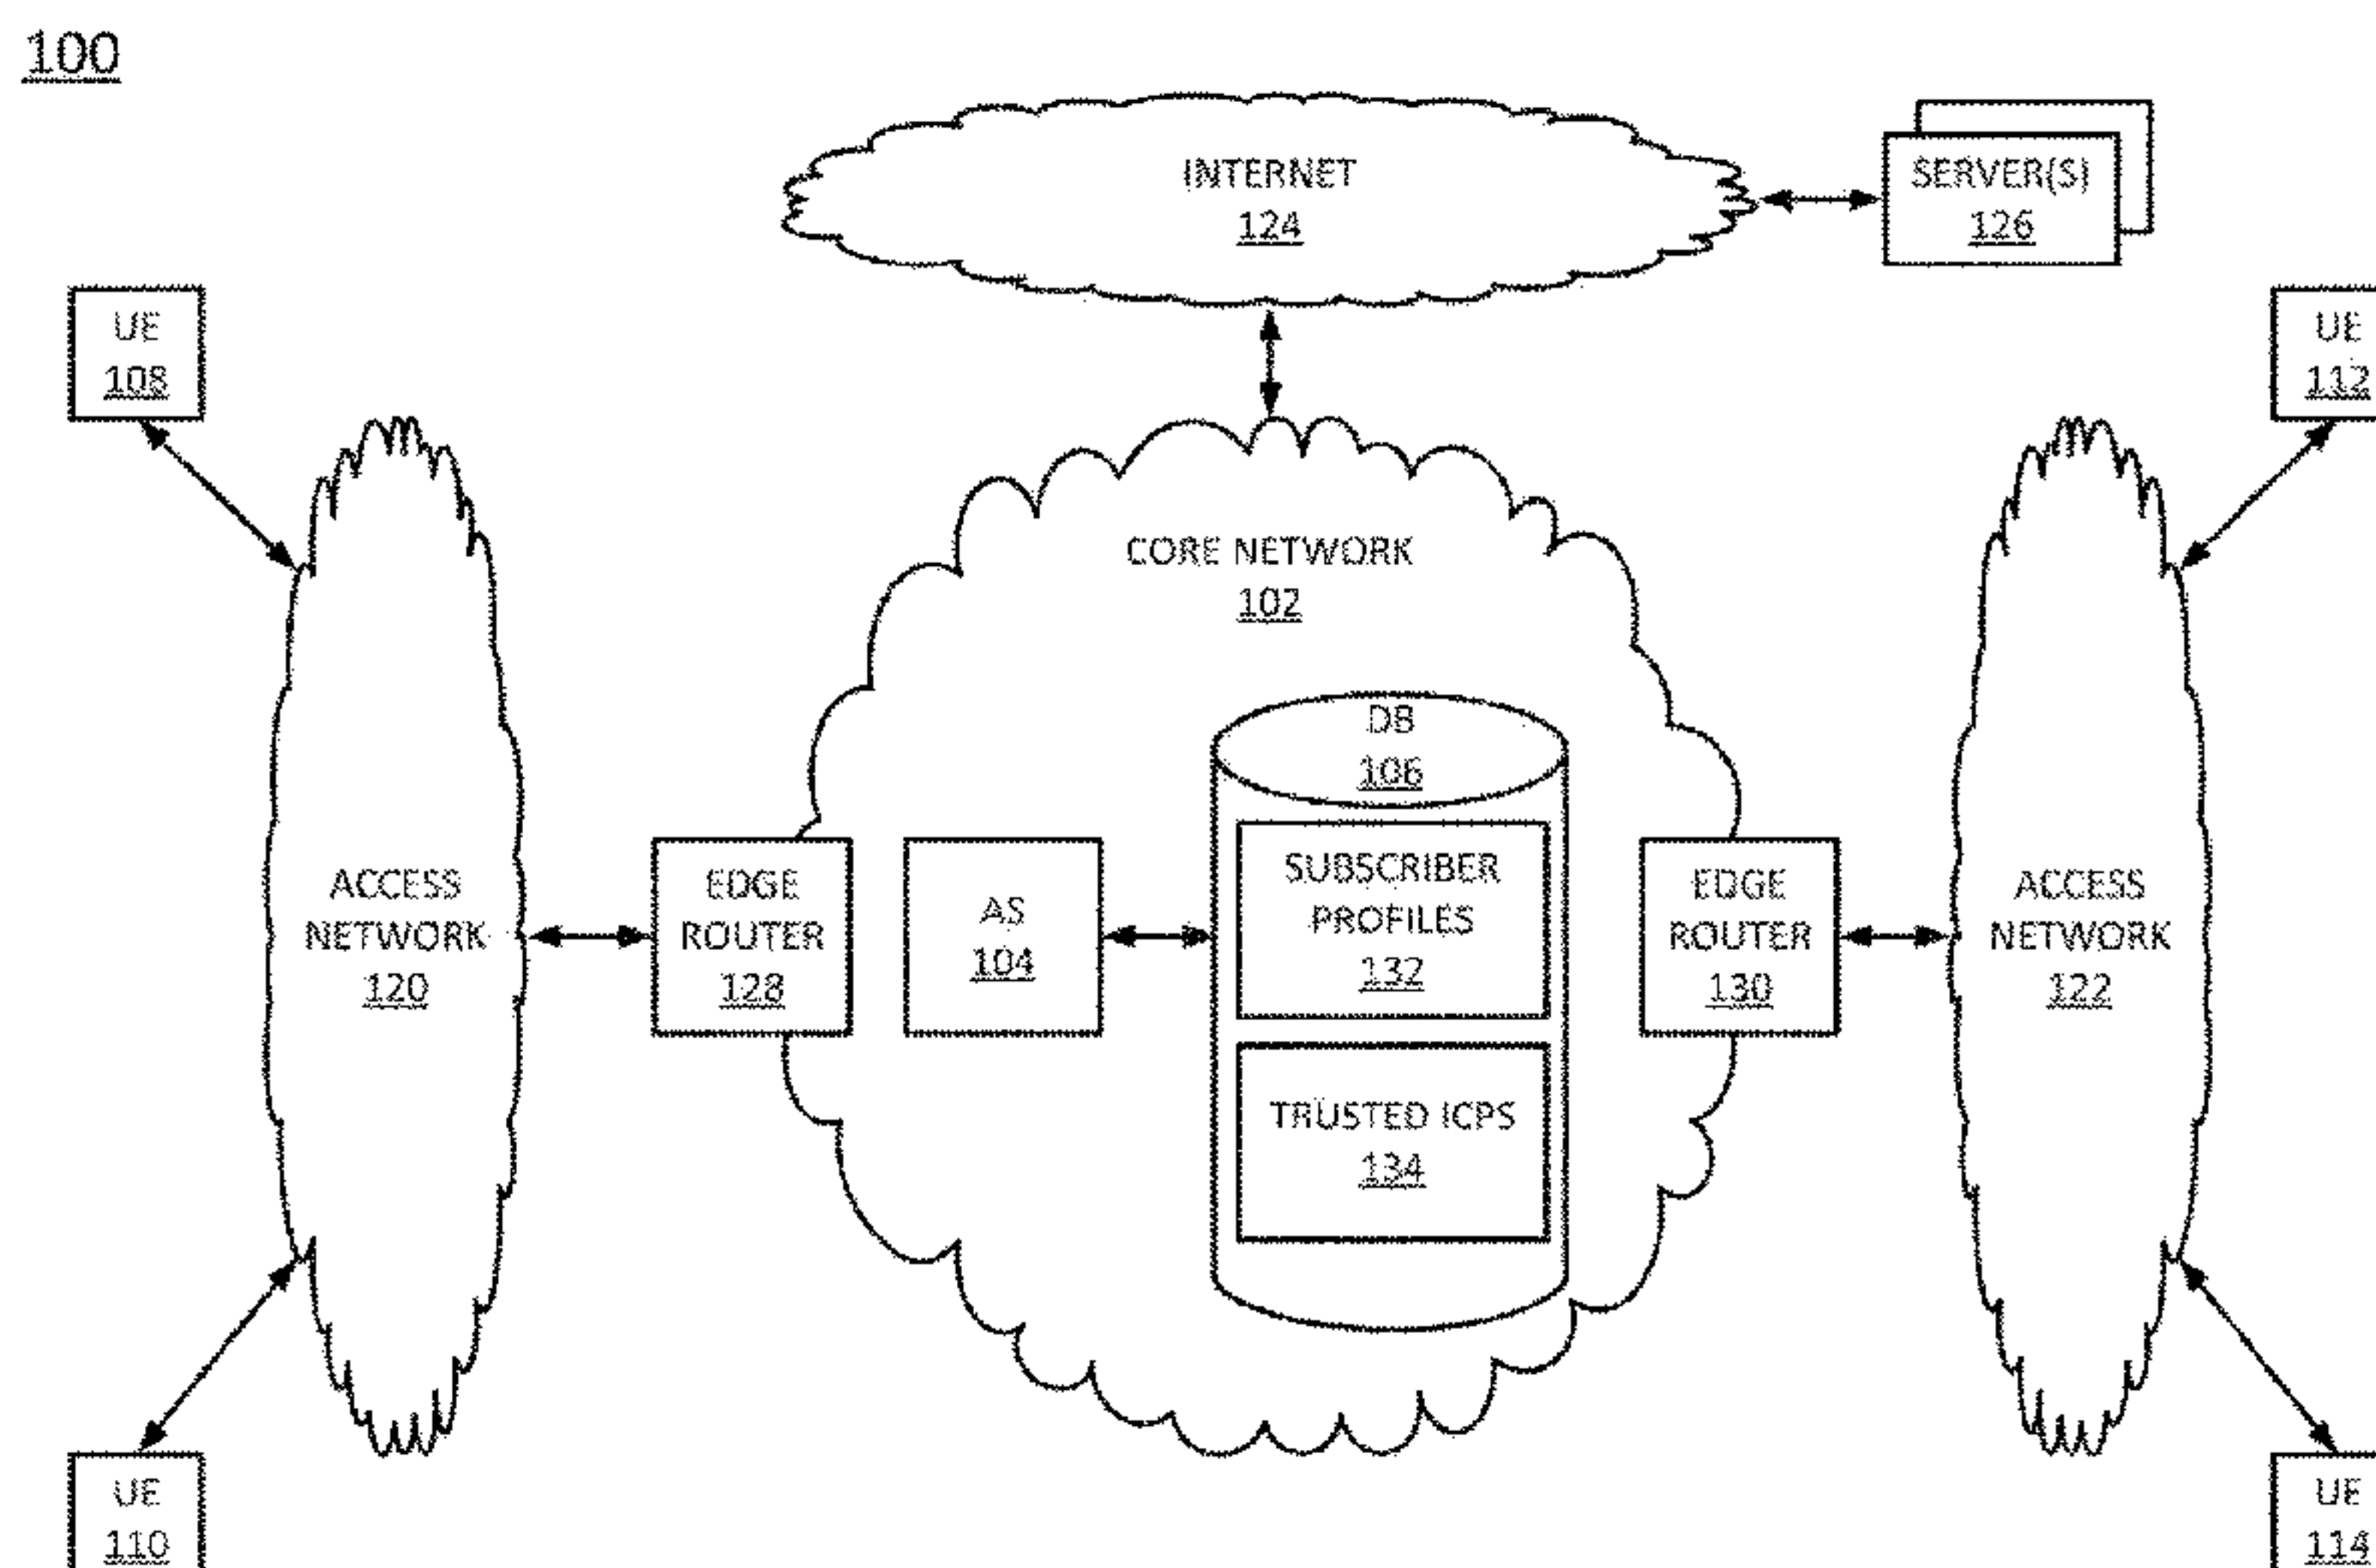 100
INTERNET
124
SERVER(S)
126
UE
108
UE
112
CORE NETWORK
102
DB
106
ACCESS
NETWORK
120
EDGE
ROUTER
128
AS
104
SUBSCRIBER
PROFILES
132
TRUSTED ICPS
134
EDGE
ROUTER
130
ACCESS
NETWORK
122
UE
110
UE
114